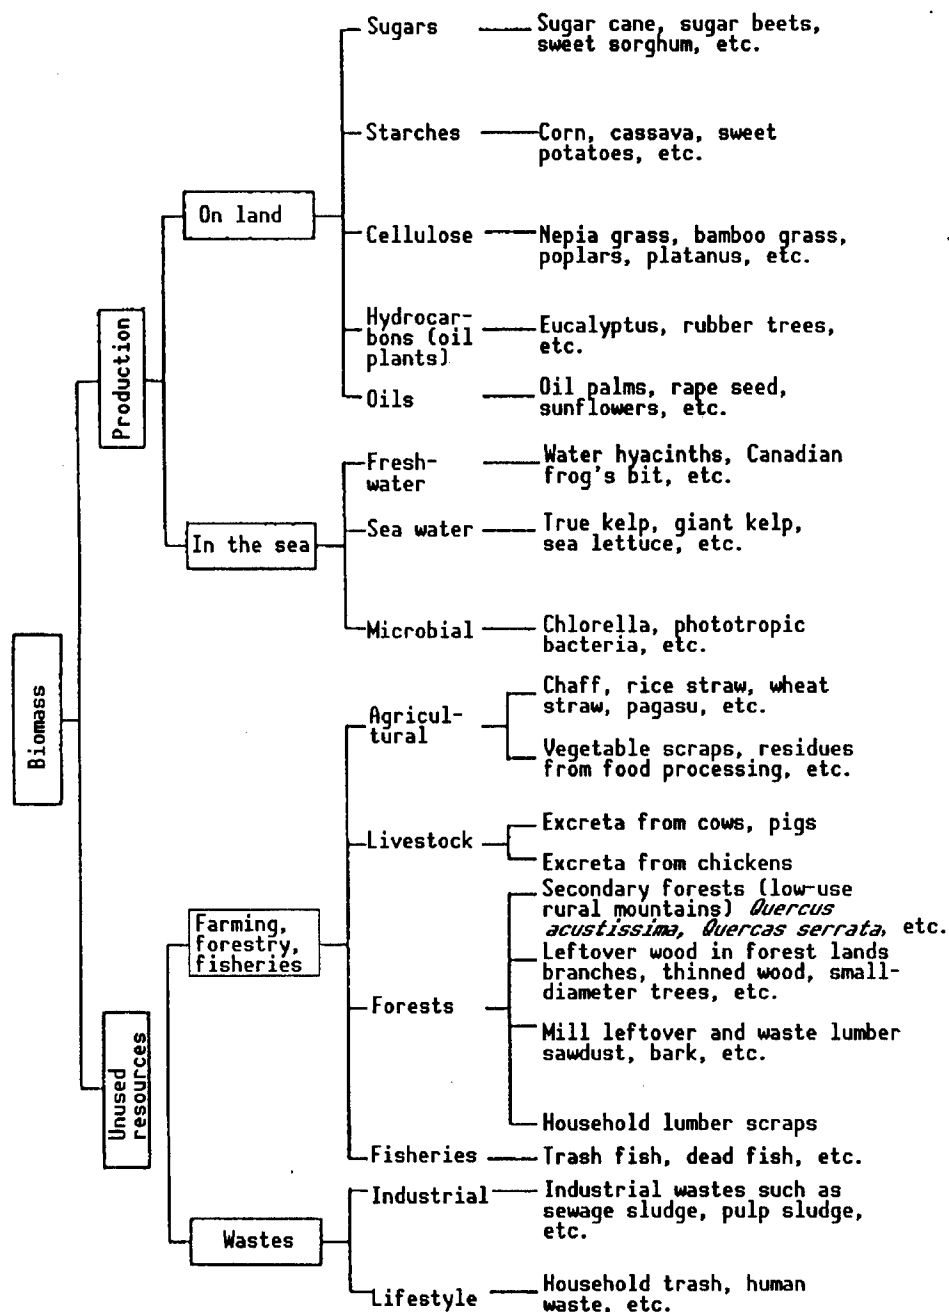 Biomass
Production
On land
Sugars
Sugar cane, sugar beets,
sweet sorghum, etc.
Starches
Corn, cassava, sweet
potatoes, etc.
Cellulose
Nepia grass, bamboo grass,
poplars, platanus, etc.
Hydrocar-
bons (oil
plants)
Eucalyptus, rubber trees,
etc.
Oils
Oil palms, rape seed,
sunflowers, etc.
In the sea
Fresh-
water
Water hyacinths, Canadian
frog's bit, etc.
Sea water
True kelp, giant kelp,
sea lettuce, etc.
Microbial
Chlorella, phototropic
bacteria, etc.
Unused
resources
Farming,
forestry,
fisheries
Agricul-
tural
Chaff, rice straw, wheat
straw, pagasu, etc.
Vegetable scraps, residues
from food processing, etc.
Livestock
Excreta from cows, pigs
Excreta from chickens
Forests
Secondary forests (low-use
rural mountains) Quercus
acustissima, Quercas serrata, etc.
Leftover wood in forest lands
branches, thinned wood, small-
diameter trees, etc.
Mill leftover and waste lumber
sawdust, bark, etc.
Household lumber scraps
Fisheries
Trash fish, dead fish, etc.
Wastes
Industrial
Industrial wastes such as
sewage sludge, pulp sludge,
etc.
Lifestyle
Household trash, human
waste, etc.